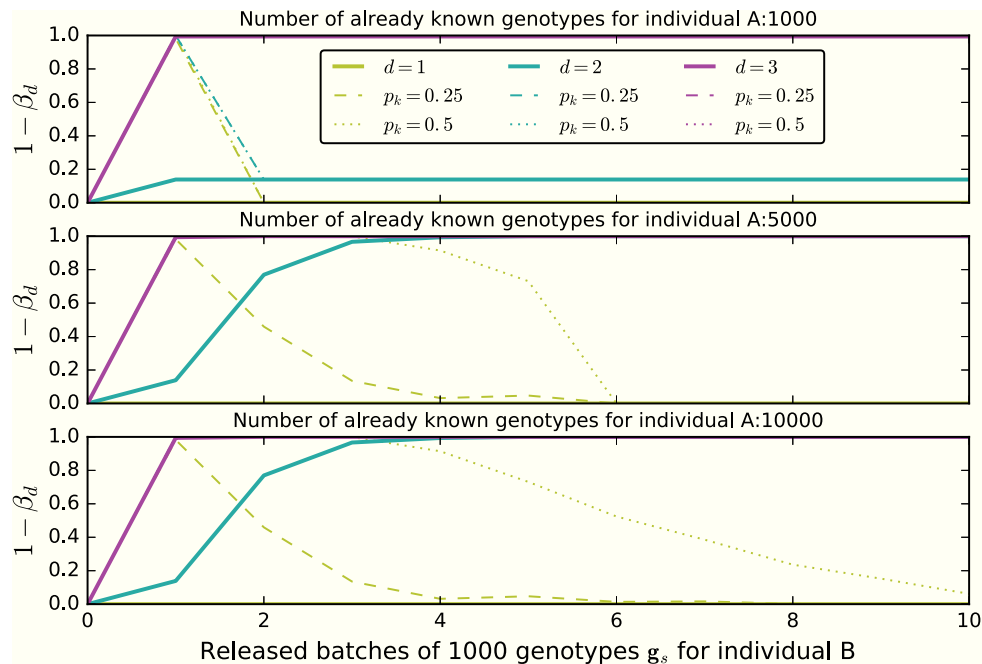 Number of already known genotypes for individual A:1000
1.0
0.8
0.6
0.4
0.2
0.0
1 − β_d
d = 1 d = 2 d = 3
p_k = 0.25 p_k = 0.25 p_k = 0.25
p_k = 0.5 p_k = 0.5 p_k = 0.5
Number of already known genotypes for individual A:5000
1.0
0.8
0.6
0.4
0.2
0.0
1 − β_d
Number of already known genotypes for individual A:10000
1.0
0.8
0.6
0.4
0.2
0.0
1 − β_d
0 2 4 6 8 10
Released batches of 1000 genotypes g_s for individual B